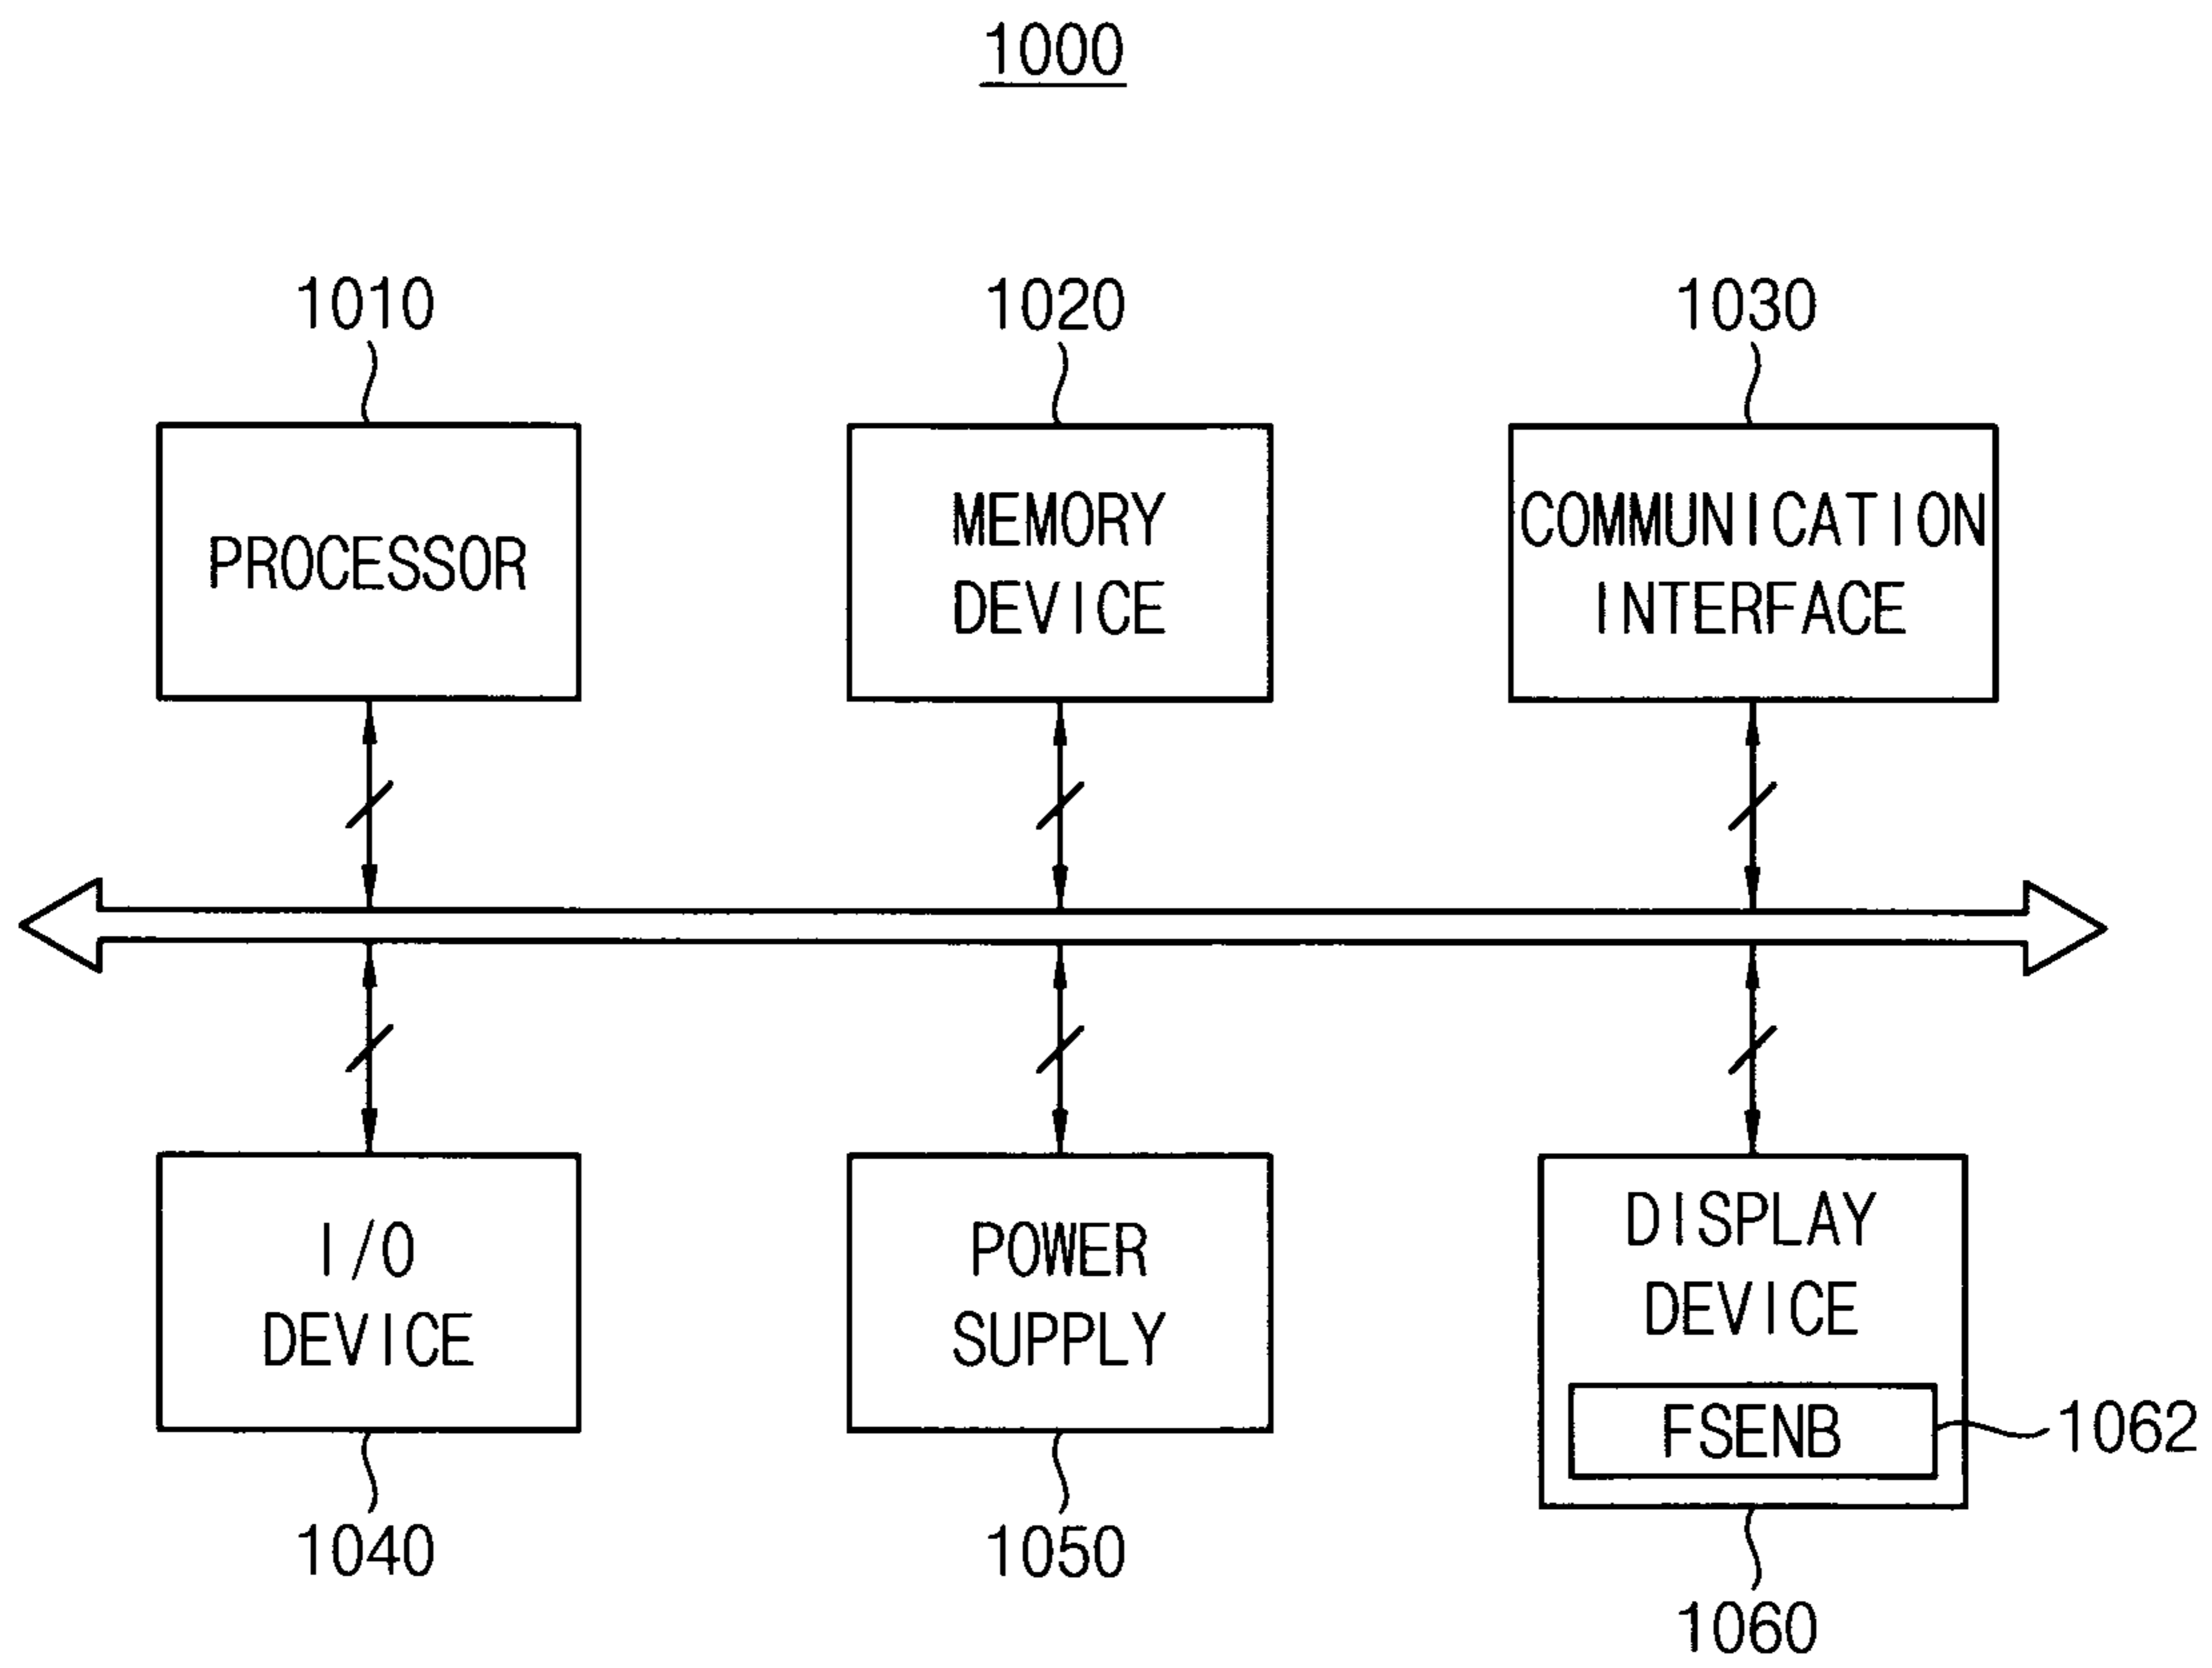 1000
1010
1020
1030
PROCESSOR
MEMORY
DEVICE
COMMUNICATION
INTERFACE
I/O
DEVICE
POWER
SUPPLY
DISPLAY
DEVICE
FSENB
1062
1040
1050
1060